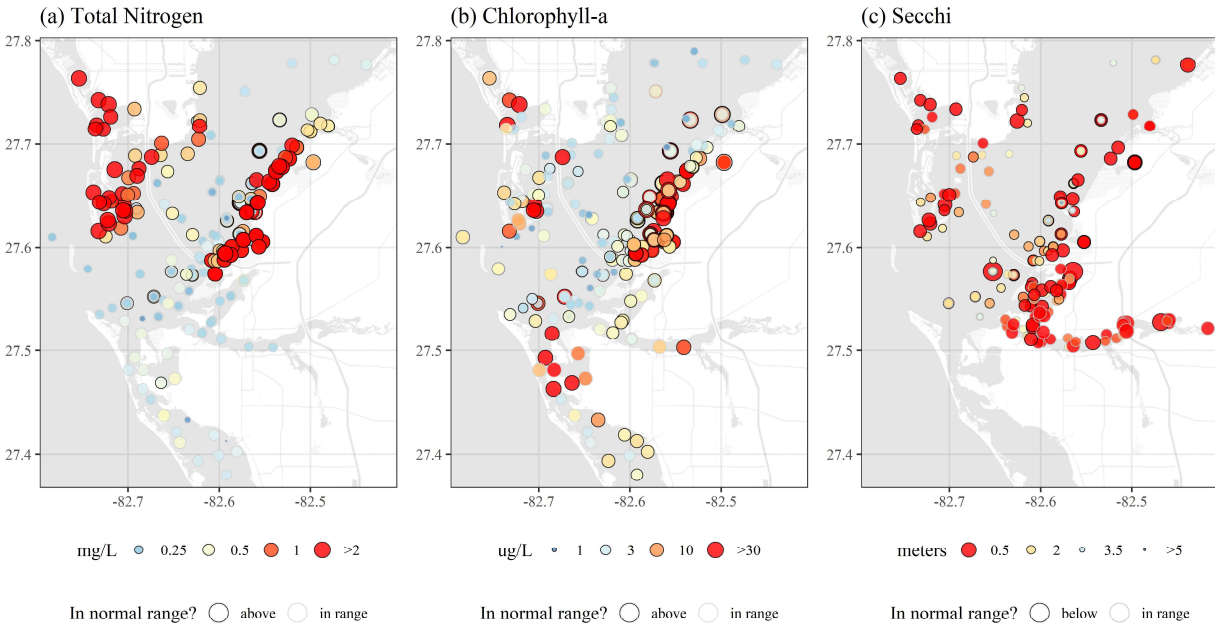 (a) Total Nitrogen
(b) Chlorophyll-a
(c) Secchi
27.8
27.7
27.6
27.5
27.4
-82.7
-82.6
-82.5
27.8
27.7
27.6
27.5
27.4
-82.7
-82.6
-82.5
27.8
27.7
27.6
27.5
27.4
-82.7
-82.6
-82.5
mg/L 0.25 0.5 1 >2
ug/L 1 3 10 >30
meters 0.5 2 3.5 >5
In normal range? above in range
In normal range? above in range
In normal range? below in range